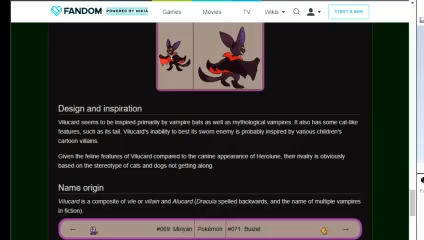 FANDOM POWERED BY WIKIA Games Movies TV Wikis START A WIKI
Design and inspiration
Vilucard seems to be inspired primarily by vampire bats as well as mythological vampires. It also has some cat-like
features, such as its tail. Vilucard's inability to best its sworn enemy is probably inspired by various children's
cartoon villains.
Given the feline features of Vilucard compared to the canine appearance of Herolune, their rivalry is obviously
based on the stereotype of cats and dogs not getting along.
Name origin
Vilucard is a composite of vile or villain and Alucard (Dracula spelled backwards, and the name of multiple vampires
in fiction).
← #069: Minyan Pokémon #071: Buizel →